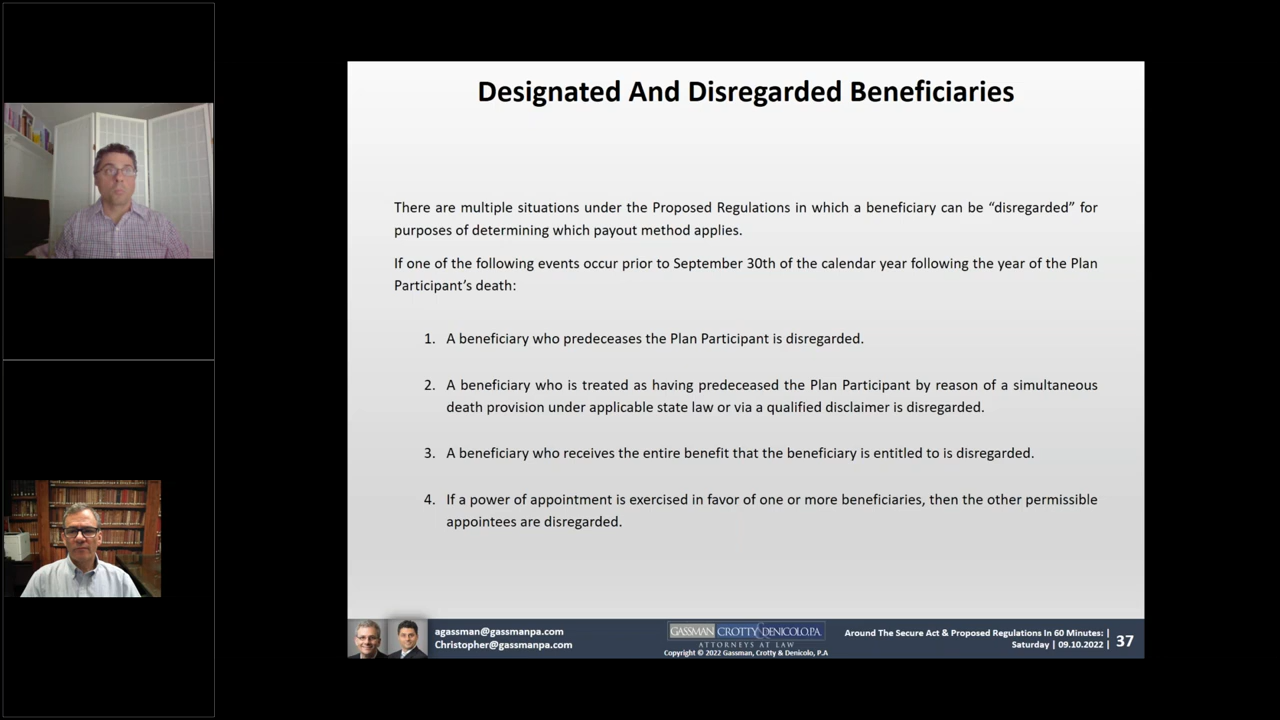 Designated And Disregarded Beneficiaries
There are multiple situations under the Proposed Regulations in which a beneficiary can be “disregarded” for
purposes of determining which payout method applies.
If one of the following events occur prior to September 30th of the calendar year following the year of the Plan
Participant’s death:
1. A beneficiary who predeceases the Plan Participant is disregarded.
2. A beneficiary who is treated as having predeceased the Plan Participant by reason of a simultaneous
death provision under applicable state law or via a qualified disclaimer is disregarded.
3. A beneficiary who receives the entire benefit that the beneficiary is entitled to is disregarded.
4. If a power of appointment is exercised in favor of one or more beneficiaries, then the other permissible
appointees are disregarded.
agassman@gassmanpa.com
Christopher@gassmanpa.com
GASSMAN CROTTY & DENICOLO, P.A.
ATTORNEYS AT LAW
Copyright © 2022 Gassman, Crotty & Denicolo, P.A
Around The Secure Act & Proposed Regulations In 60 Minutes: |
Saturday | 09.10.2022 |
37